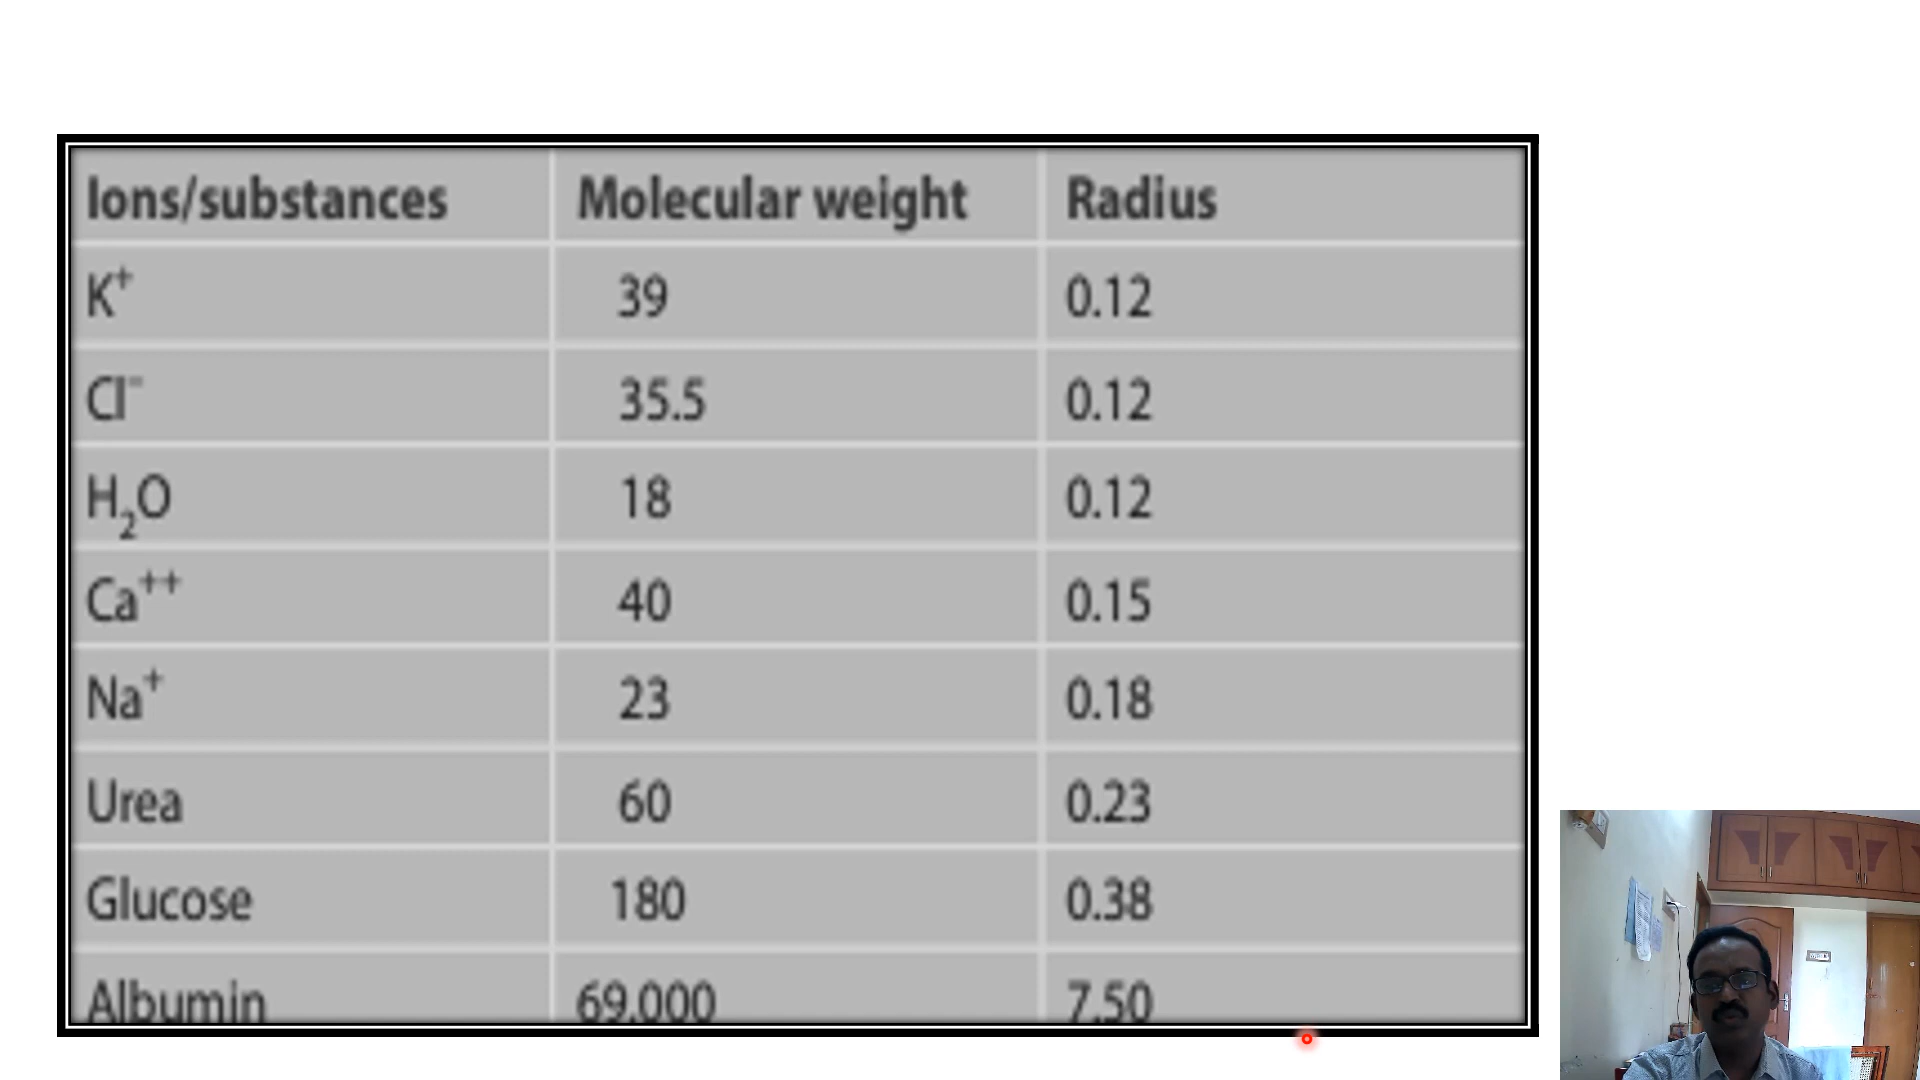 Ions/substances Molecular weight Radius
K⁺ 39 0.12
Cl⁻ 35.5 0.12
H₂O 18 0.12
Ca⁺⁺ 40 0.15
Na⁺ 23 0.18
Urea 60 0.23
Glucose 180 0.38
Albumin 69,000 7.50